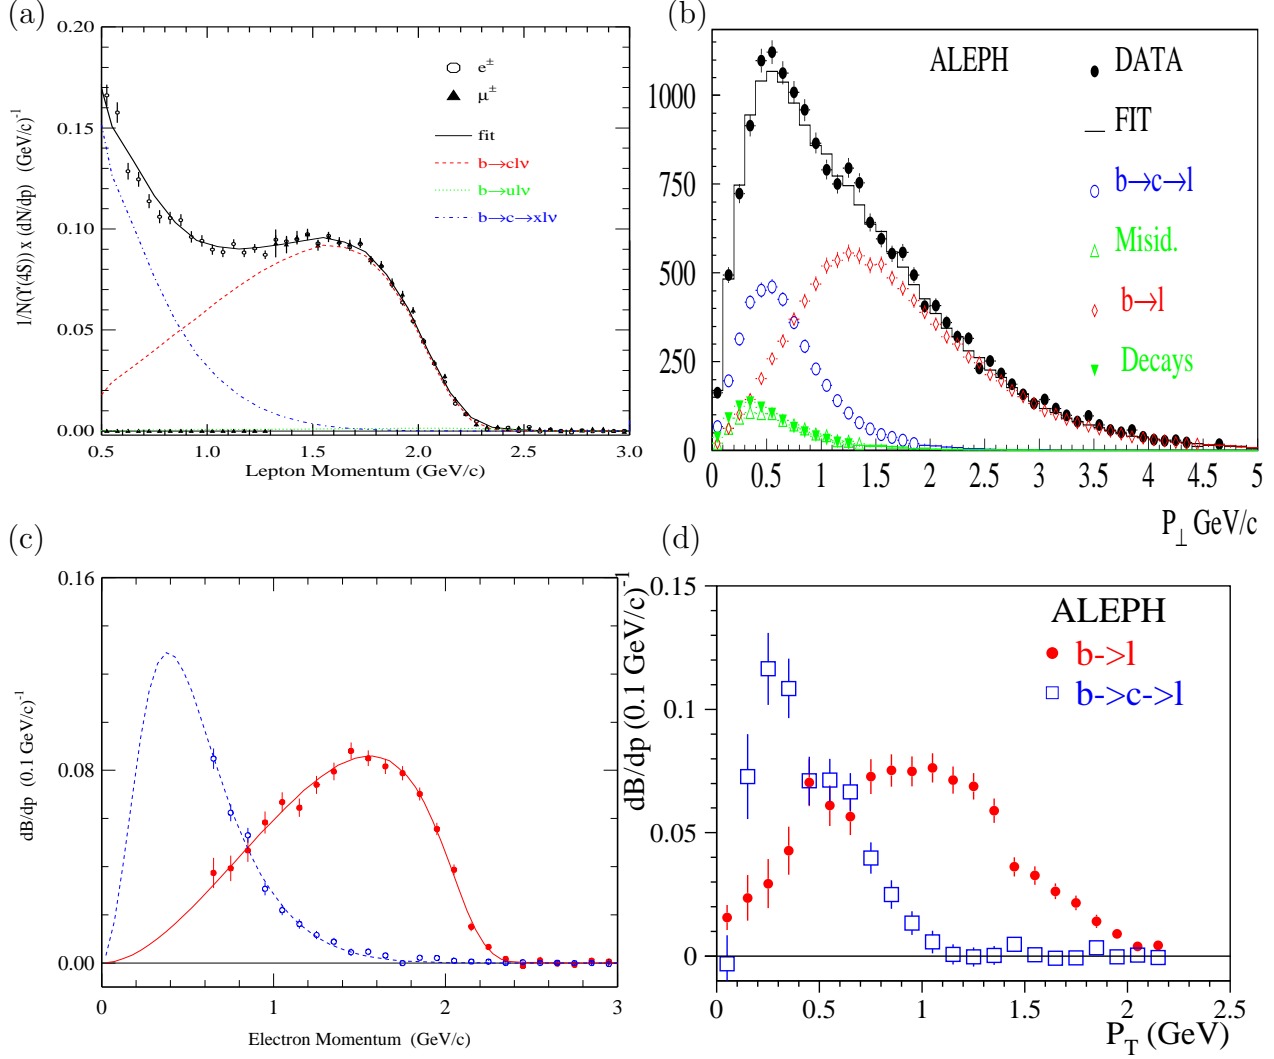 (a)
0.20
0.15
0.10
0.05
0.00
1/N(ϒ(4S)) x (dN/dp) (GeV/c)⁻¹
e±
μ±
fit
b→clν
b→ulν
b→c→xlν
0.5 1.0 1.5 2.0 2.5 3.0
Lepton Momentum (GeV/c)
(b)
1000
750
500
250
0
ALEPH
DATA
FIT
b→c→l
Misid.
b→l
Decays
0 0.5 1 1.5 2 2.5 3 3.5 4 4.5 5
P⊥ GeV/c
(c)
0.16
0.08
0.00
dB/dp (0.1 GeV/c)⁻¹
1 2 3
Electron Momentum (GeV/c)
(d)
0.15
0.1
0.05
0
dB/dp (0.1 GeV/c)⁻¹
ALEPH
b->l
b->c->l
0 0.5 1 1.5 2 2.5
P_T (GeV)